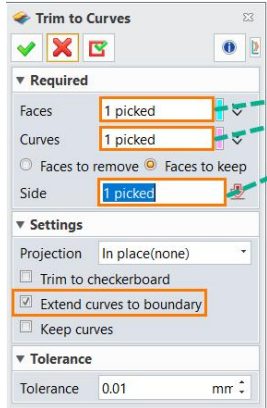 Trim to Curves
Required
Faces 1 picked
Curves 1 picked
Faces to remove Faces to keep
Side 1 picked
Settings
Projection In place(none)
Trim to checkerboard
Extend curves to boundary
Keep curves
Tolerance
Tolerance 0.01 mm